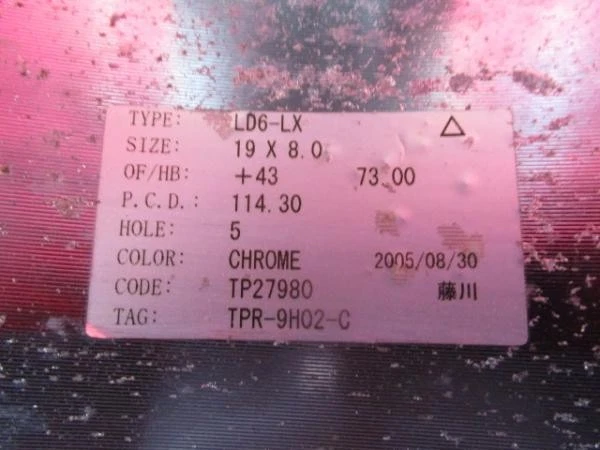 TYPE: LD6-LX △
SIZE: 19 X 8.0
OF/HB: +43 73.00
P.C.D.: 114.30
HOLE: 5
COLOR: CHROME 2005/08/30
CODE: TP27980 藤川
TAG: TPR-9H02-C